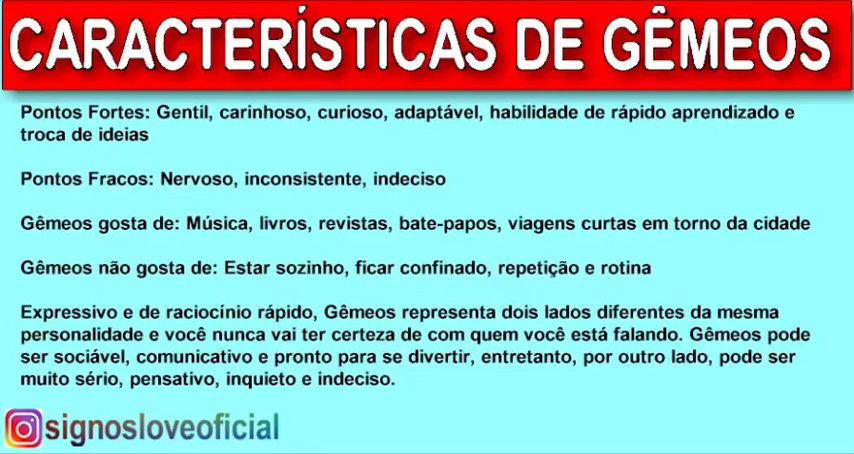 CARACTERÍSTICAS DE GÊMEOS
Pontos Fortes: Gentil, carinhoso, curioso, adaptável, habilidade de rápido aprendizado e
troca de ideias
Pontos Fracos: Nervoso, inconsistente, indeciso
Gêmeos gosta de: Música, livros, revistas, bate-papos, viagens curtas em torno da cidade
Gêmeos não gosta de: Estar sozinho, ficar confinado, repetição e rotina
Expressivo e de raciocínio rápido, Gêmeos representa dois lados diferentes da mesma
personalidade e você nunca vai ter certeza de com quem você está falando. Gêmeos pode
ser sociável, comunicativo e pronto para se divertir, entretanto, por outro lado, pode ser
muito sério, pensativo, inquieto e indeciso.
signosloveoficial